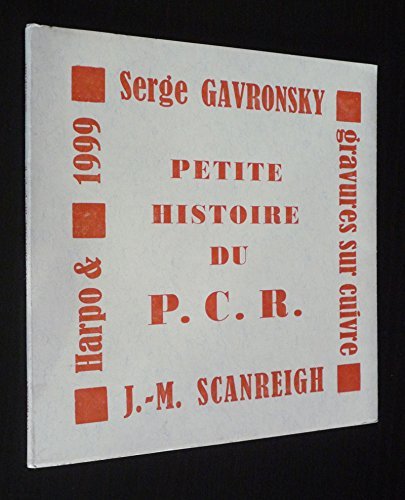 Serge GAVRONSKY
gravures sur cuivre
J.-M. SCANREIGH
Harpo & 1999
PETITE
HISTOIRE
DU
P. C. R.